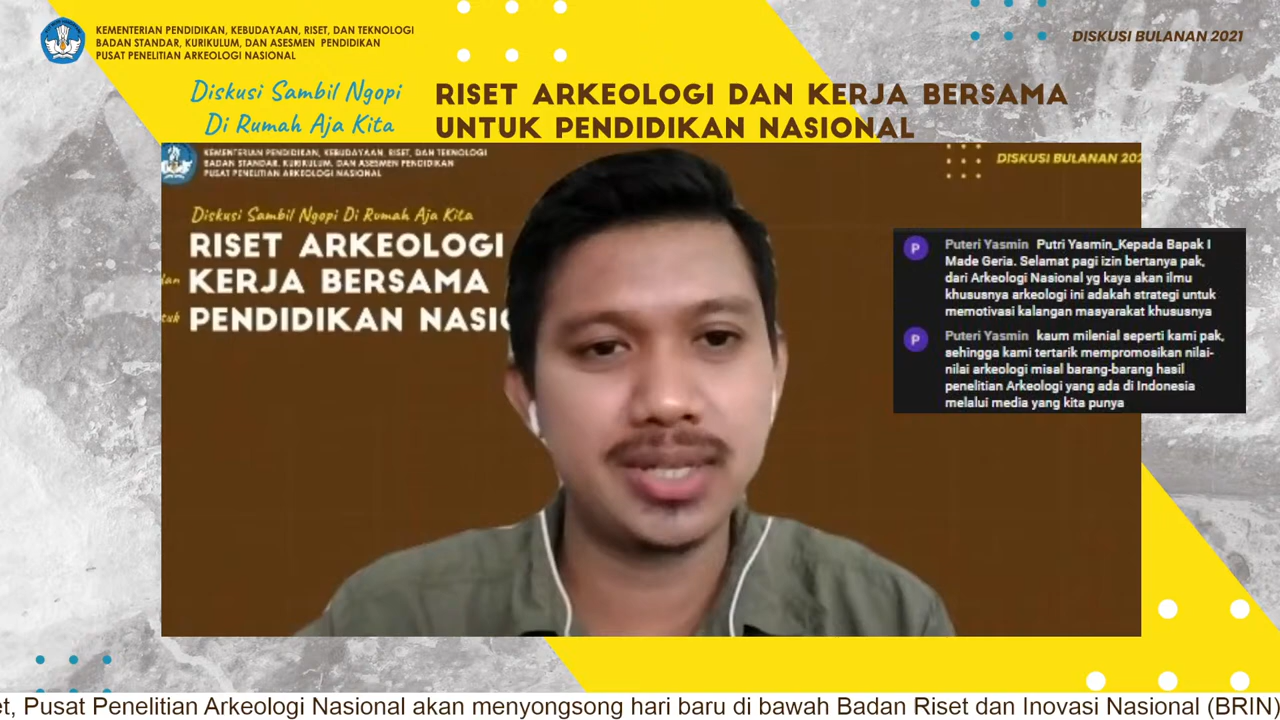 KEMENTERIAN PENDIDIKAN, KEBUDAYAAN, RISET, DAN TEKNOLOGI
BADAN STANDAR, KURIKULUM, DAN ASESMEN PENDIDIKAN
PUSAT PENELITIAN ARKEOLOGI NASIONAL
DISKUSI BULANAN 2021
Diskusi Sambil Ngopi
Di Rumah Aja Kita
RISET ARKEOLOGI DAN KERJA BERSAMA
UNTUK PENDIDIKAN NASIONAL
KEMENTERIAN PENDIDIKAN, KEBUDAYAAN, RISET, DAN TEKNOLOGI
BADAN STANDAR, KURIKULUM, DAN ASESMEN PENDIDIKAN
PUSAT PENELITIAN ARKEOLOGI NASIONAL
DISKUSI BULANAN 202
Diskusi Sambil Ngopi Di Rumah Aja Kita
RISET ARKEOLOGI
KERJA BERSAMA
PENDIDIKAN NASIO
P
Puteri Yasmin Putri Yasmin_Kepada Bapak I
Made Geria. Selamat pagi izin bertanya pak,
dari Arkeologi Nasional yg kaya akan ilmu
khususnya arkeologi ini adakah strategi untuk
memotivasi kalangan masyarakat khususnya
P
Puteri Yasmin kaum milenial seperti kami pak,
sehingga kami tertarik mempromosikan nilai-
nilai arkeologi misal barang-barang hasil
penelitian Arkeologi yang ada di Indonesia
melalui media yang kita punya
et, Pusat Penelitian Arkeologi Nasional akan menyongsong hari baru di bawah Badan Riset dan Inovasi Nasional (BRIN)